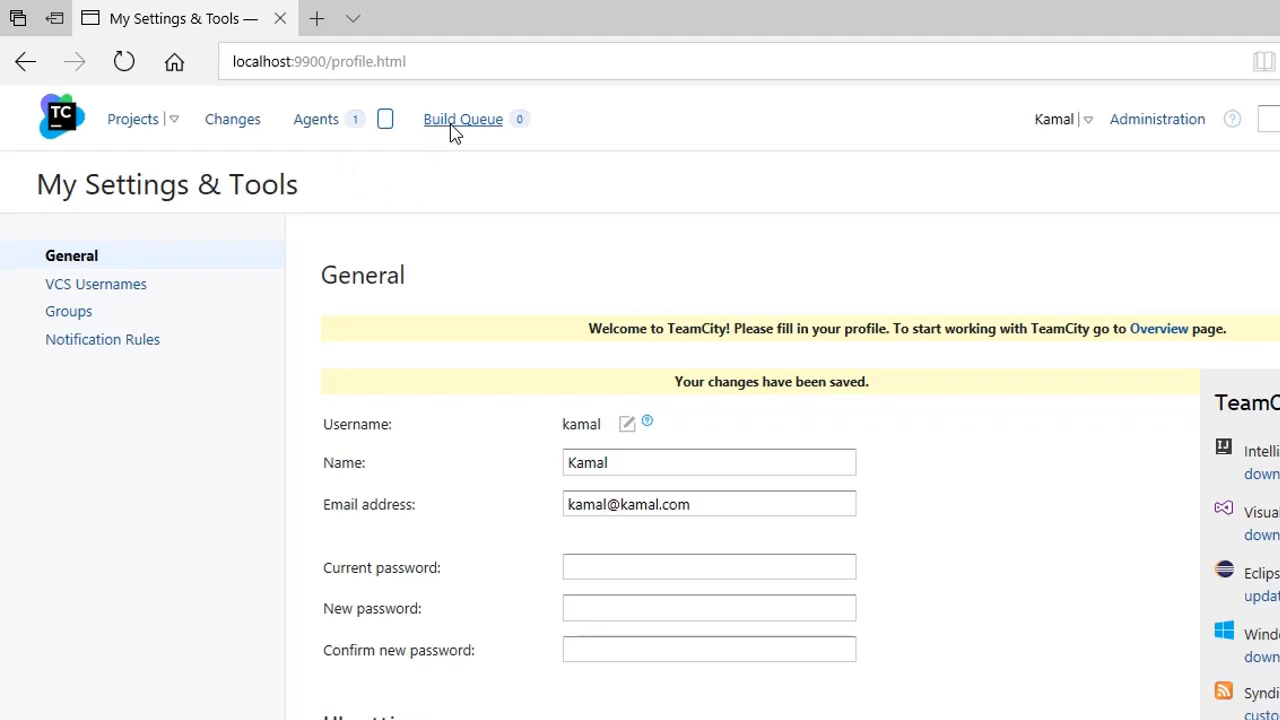 My Settings & Tools —
localhost:9900/profile.html
TC
Projects
Changes
Agents 1
Build Queue 0
Kamal
Administration
?
My Settings & Tools
General
VCS Usernames
Groups
Notification Rules
General
Welcome to TeamCity! Please fill in your profile. To start working with TeamCity go to Overview page.
Your changes have been saved.
Username: kamal ?
Name: Kamal
Email address: kamal@kamal.com
Current password:
New password:
Confirm new password:
TeamC
IJ
Intelli
down
Visua
down
Eclips
updat
Windo
down
Syndi
custo